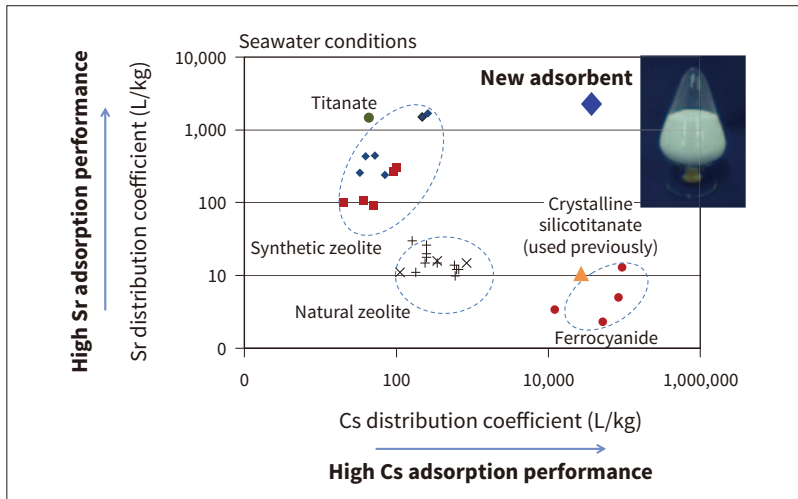 Seawater conditions
10,000
1,000
100
10
0
High Sr adsorption performance
Sr distribution coefficient (L/kg)
Titanate
New adsorbent
Synthetic zeolite
Crystalline
silicotitanate
(used previously)
Natural zeolite
Ferrocyanide
0
100
10,000
1,000,000
Cs distribution coefficient (L/kg)
High Cs adsorption performance